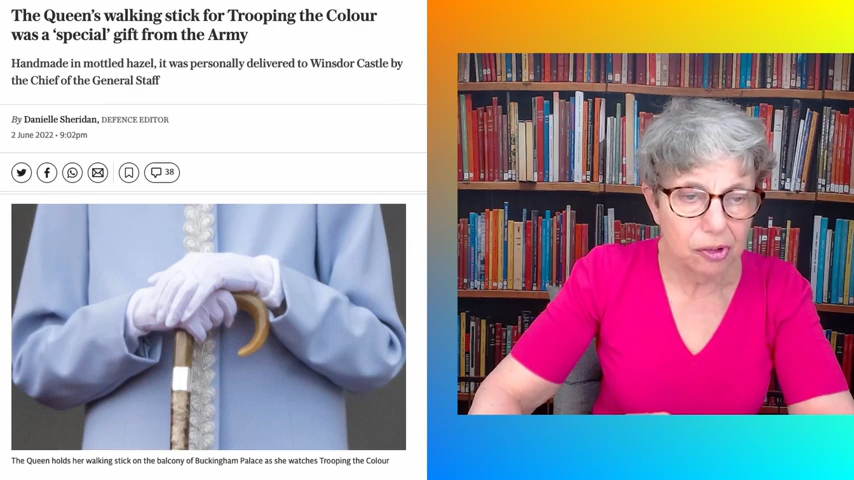 The Queen's walking stick for Trooping the Colour
was a 'special' gift from the Army
Handmade in mottled hazel, it was personally delivered to Winsdor Castle by
the Chief of the General Staff
By Danielle Sheridan, DEFENCE EDITOR
2 June 2022 • 9:02pm
38
The Queen holds her walking stick on the balcony of Buckingham Palace as she watches Trooping the Colour